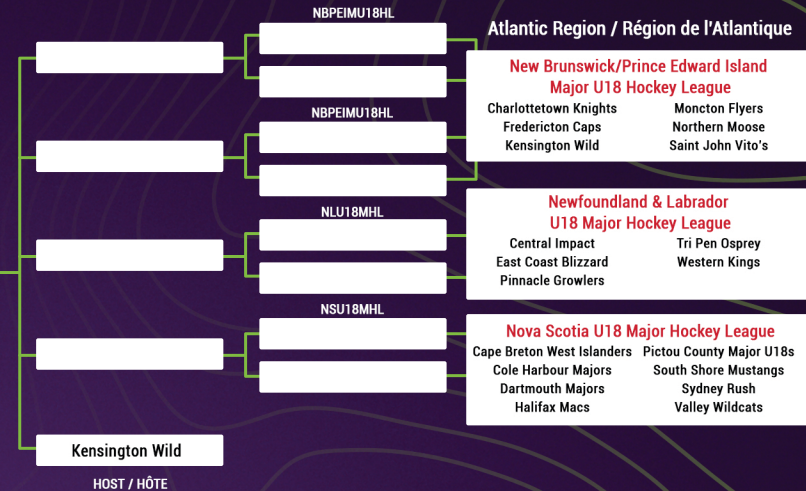 NBPEIMU18HL
NBPEIMU18HL
NLU18MHL
NSU18MHL
Kensington Wild
HOST / HÔTE
Atlantic Region / Région de l'Atlantique
New Brunswick/Prince Edward Island
Major U18 Hockey League
Charlottetown Knights Moncton Flyers
Fredericton Caps Northern Moose
Kensington Wild Saint John Vito's
Newfoundland & Labrador
U18 Major Hockey League
Central Impact Tri Pen Osprey
East Coast Blizzard Western Kings
Pinnacle Growlers
Nova Scotia U18 Major Hockey League
Cape Breton West Islanders Pictou County Major U18s
Cole Harbour Majors South Shore Mustangs
Dartmouth Majors Sydney Rush
Halifax Macs Valley Wildcats